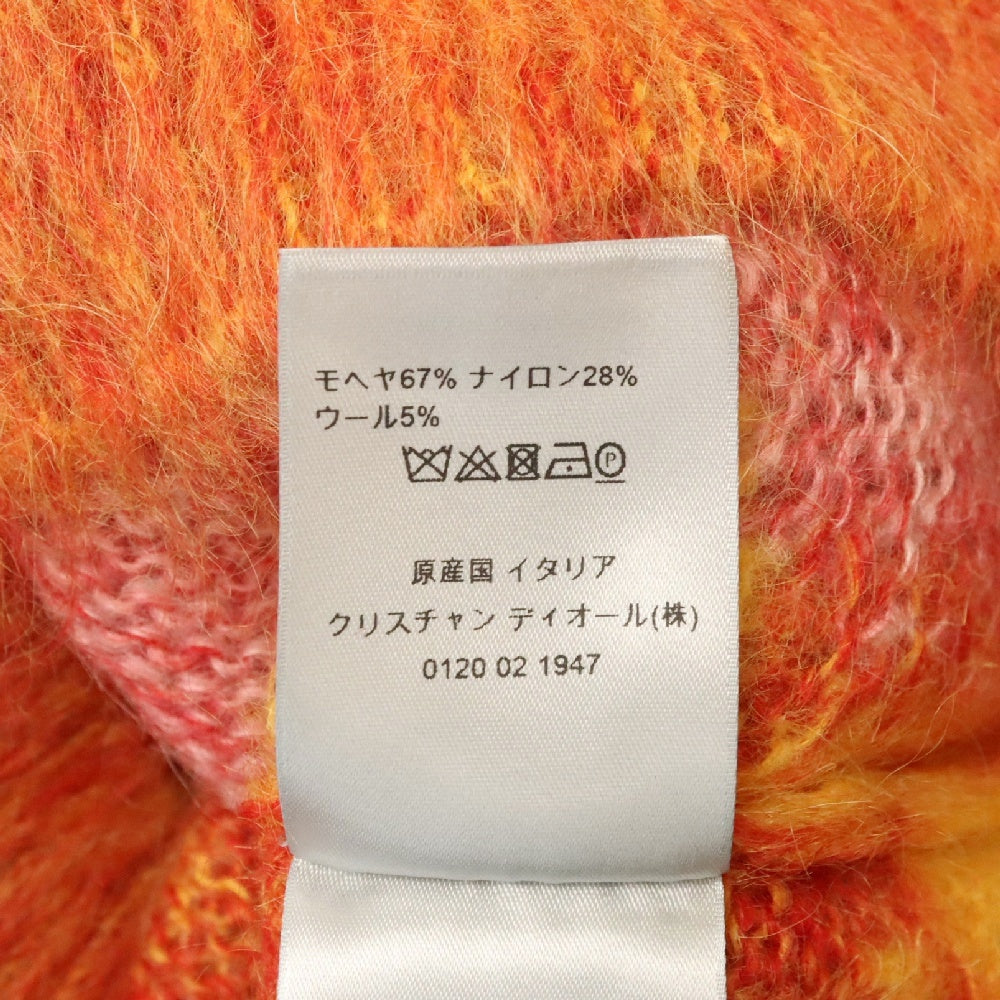 モヘヤ67% ナイロン28%
ウール5%
P
原産国 イタリア
クリスチャン ディオール(株)
0120 02 1947